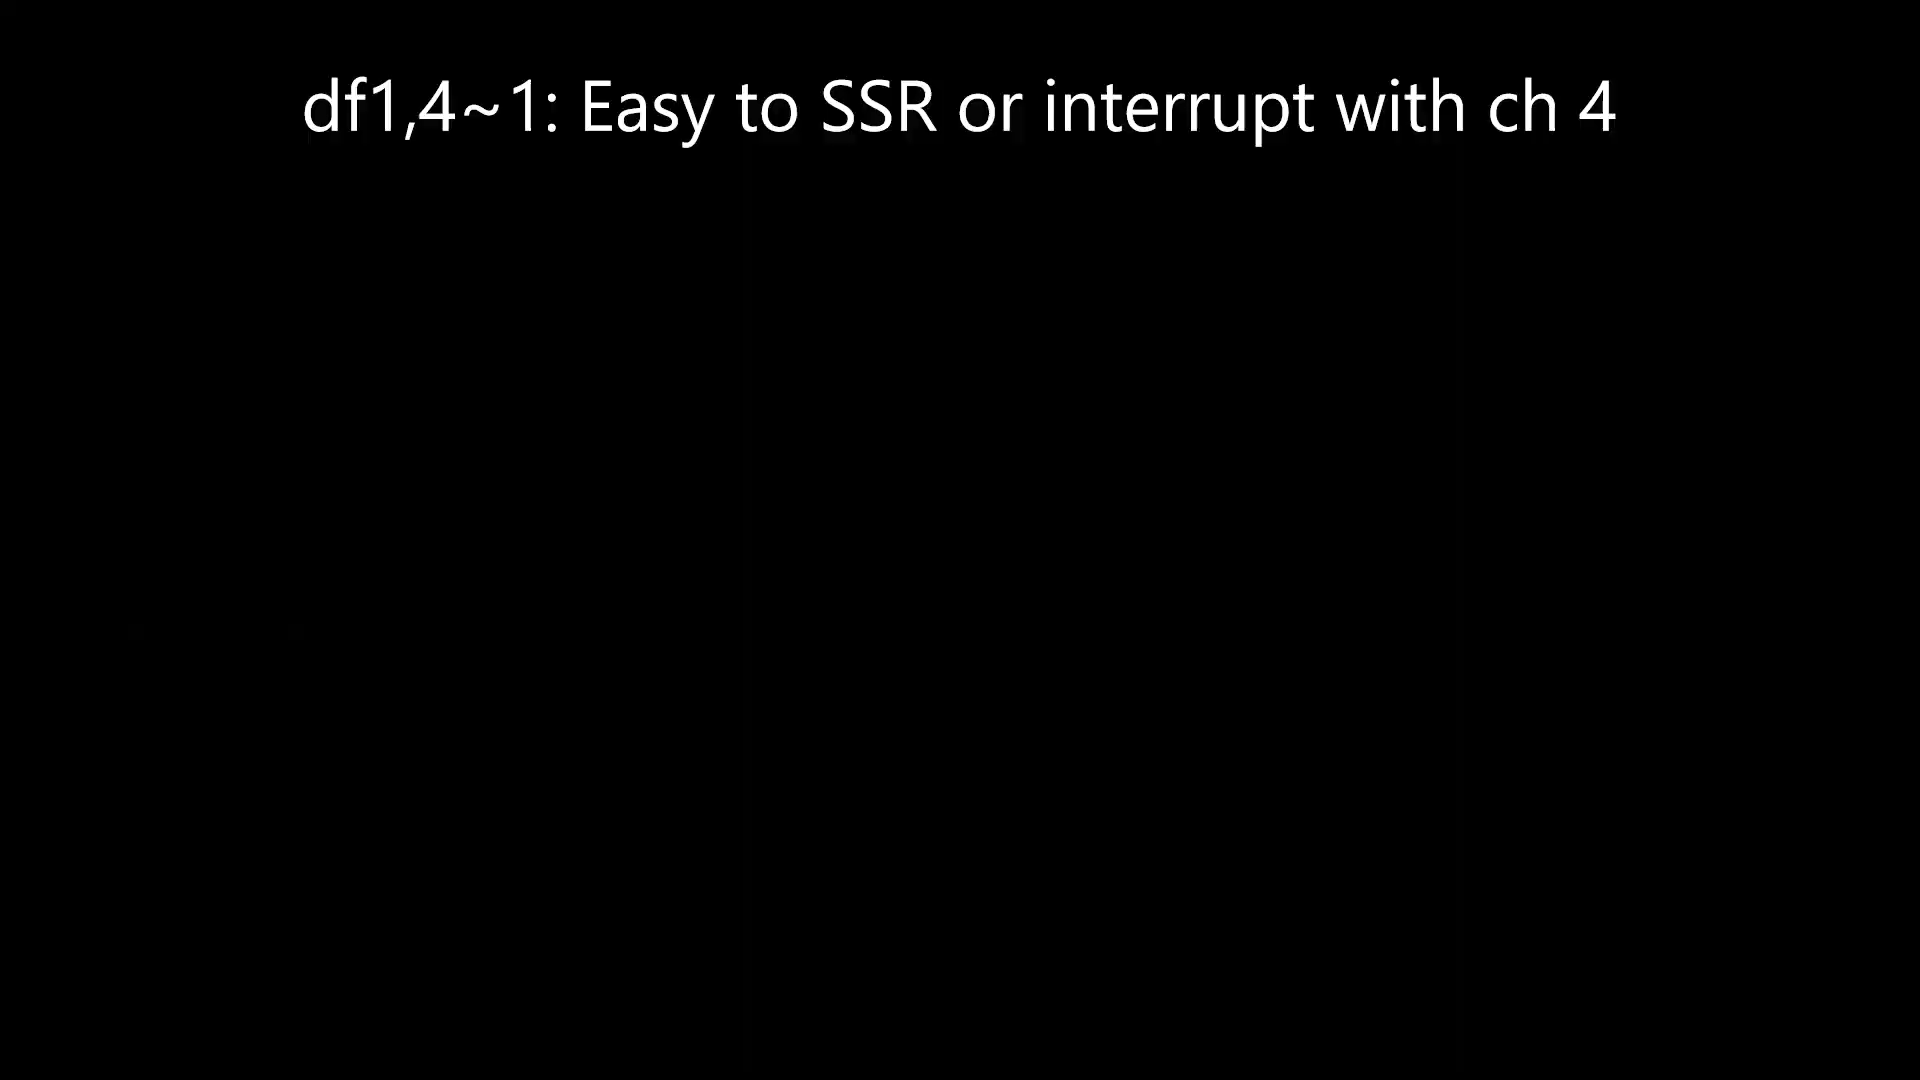 df1,4~1: Easy to SSR or interrupt with ch 4